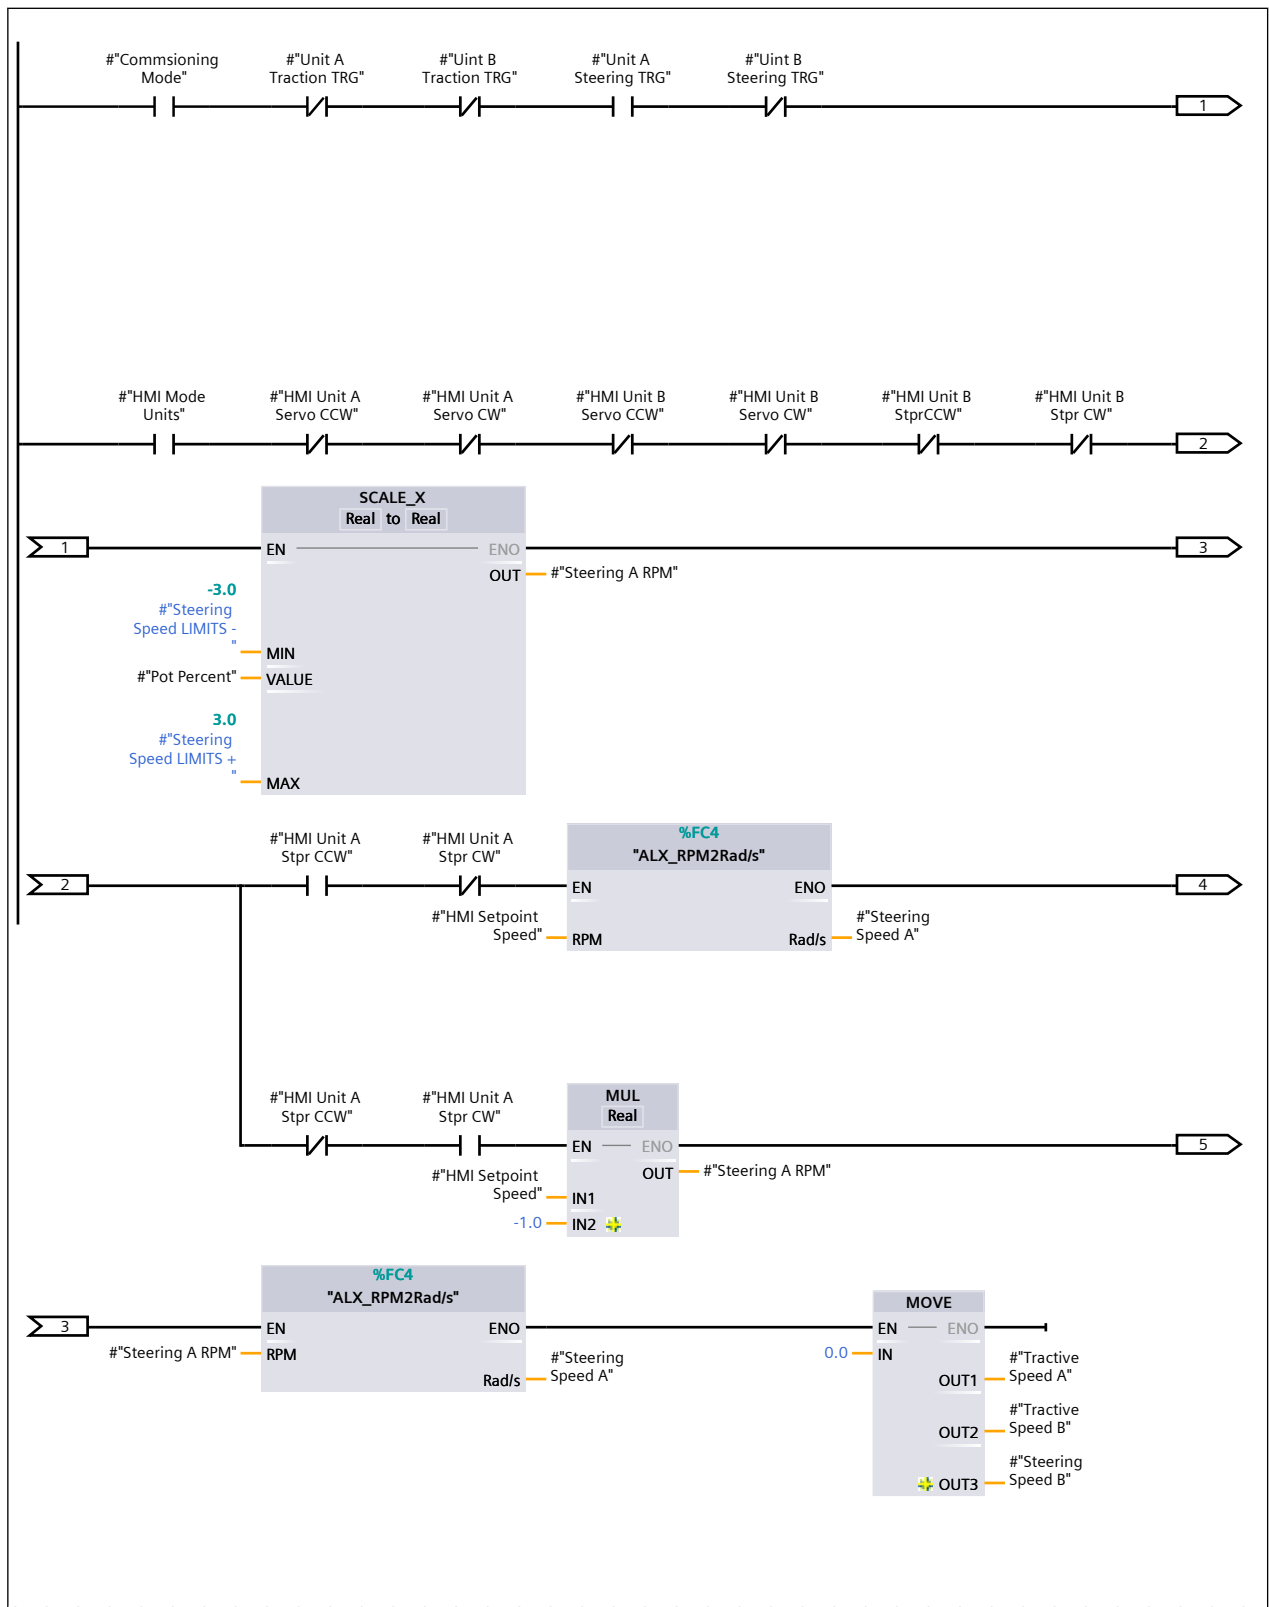 #"Commsioning
Mode"
#"Unit A
Traction TRG"
#"Uint B
Traction TRG"
#"Unit A
Steering TRG"
#"Uint B
Steering TRG"
1
#"HMI Mode
Units"
#"HMI Unit A
Servo CCW"
#"HMI Unit A
Servo CW"
#"HMI Unit B
Servo CCW"
#"HMI Unit B
Servo CW"
#"HMI Unit B
StprCCW"
#"HMI Unit B
Stpr CW"
2
SCALE_X
Real to Real
1
EN
ENO
3
OUT
#"Steering A RPM"
-3.0
#"Steering
Speed LIMITS -
"
MIN
#"Pot Percent"
VALUE
3.0
#"Steering
Speed LIMITS +
"
MAX
#"HMI Unit A
Stpr CCW"
#"HMI Unit A
Stpr CW"
%FC4
"ALX_RPM2Rad/s"
2
EN
ENO
4
#"HMI Setpoint
Speed"
RPM
Rad/s
#"Steering
Speed A"
#"HMI Unit A
Stpr CCW"
#"HMI Unit A
Stpr CW"
MUL
Real
EN
ENO
5
OUT
#"Steering A RPM"
#"HMI Setpoint
Speed"
IN1
-1.0
IN2
%FC4
"ALX_RPM2Rad/s"
3
EN
ENO
#"Steering A RPM"
RPM
Rad/s
#"Steering
Speed A"
MOVE
EN
ENO
0.0
IN
OUT1
#"Tractive
Speed A"
OUT2
#"Tractive
Speed B"
OUT3
#"Steering
Speed B"